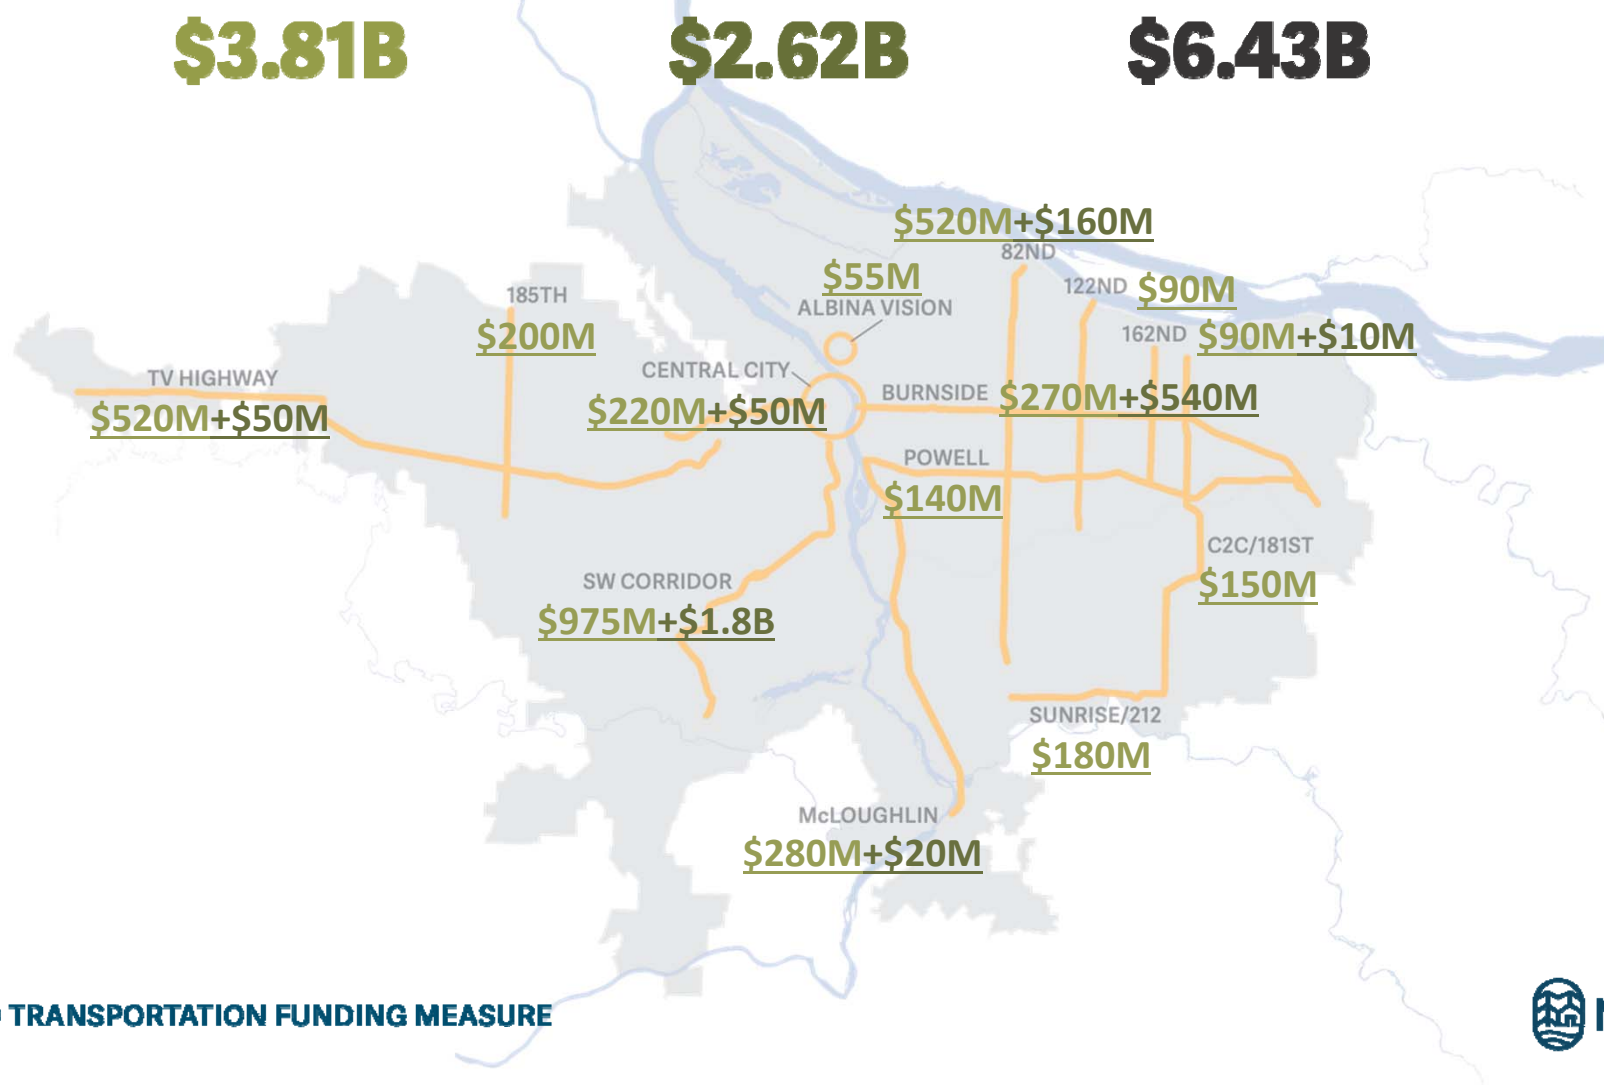 $3.81B $2.62B $6.43B
$520M+$160M
82ND
$55M
ALBINA VISION
122ND $90M
185TH
$200M
162ND $90M+$10M
CENTRAL CITY
$220M+$50M
TV HIGHWAY
$520M+$50M
BURNSIDE $270M+$540M
POWELL
$140M
C2C/181ST
$150M
SW CORRIDOR
$975M+$1.8B
SUNRISE/212
$180M
McLOUGHLIN
$280M+$20M
TRANSPORTATION FUNDING MEASURE